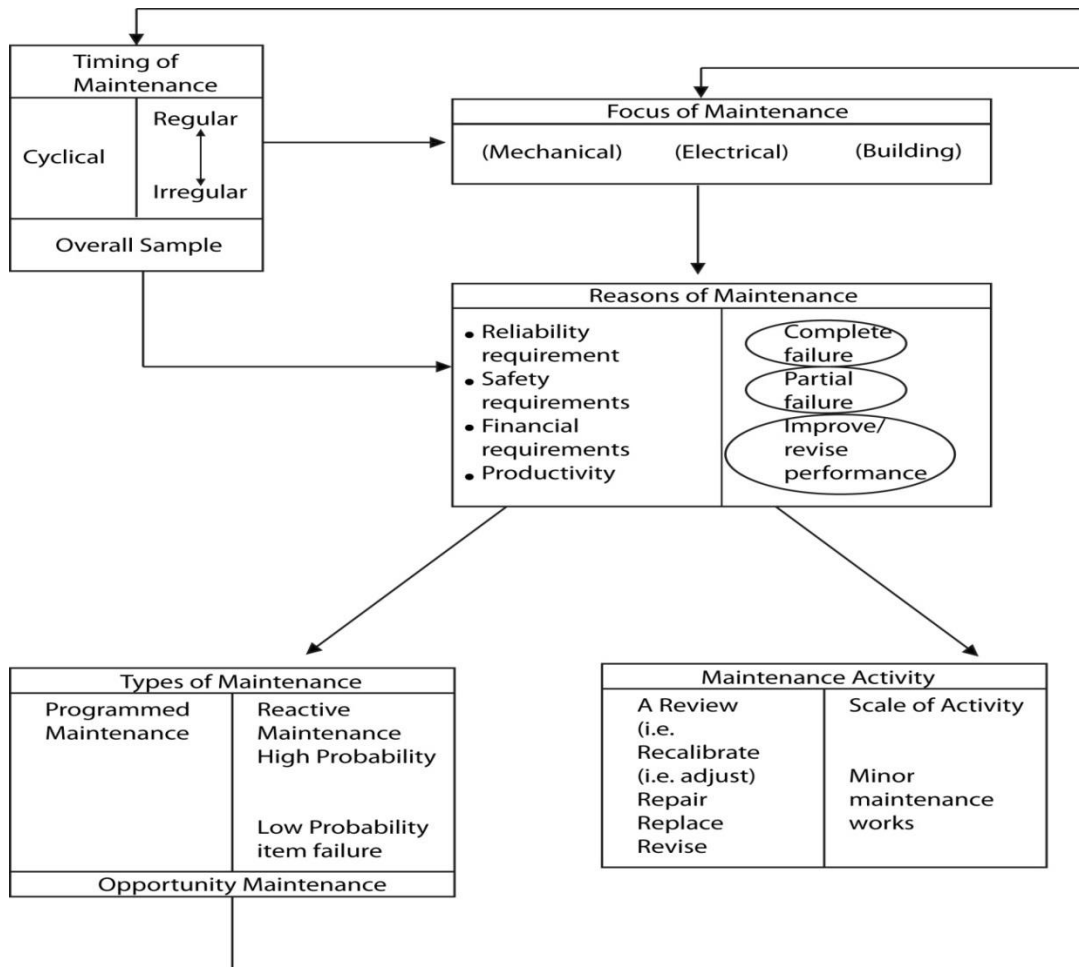 Timing of
Maintenance
Cyclical
Regular
Irregular
Overall Sample
Focus of Maintenance
(Mechanical) (Electrical) (Building)
Reasons of Maintenance
• Reliability
requirement
• Safety
requirements
• Financial
requirements
• Productivity
Complete
failure
Partial
failure
Improve/
revise
performance
Types of Maintenance
Programmed
Maintenance
Reactive
Maintenance
High Probability
Low Probability
item failure
Opportunity Maintenance
Maintenance Activity
A Review
(i.e.
Recalibrate
(i.e. adjust)
Repair
Replace
Revise
Scale of Activity
Minor
maintenance
works